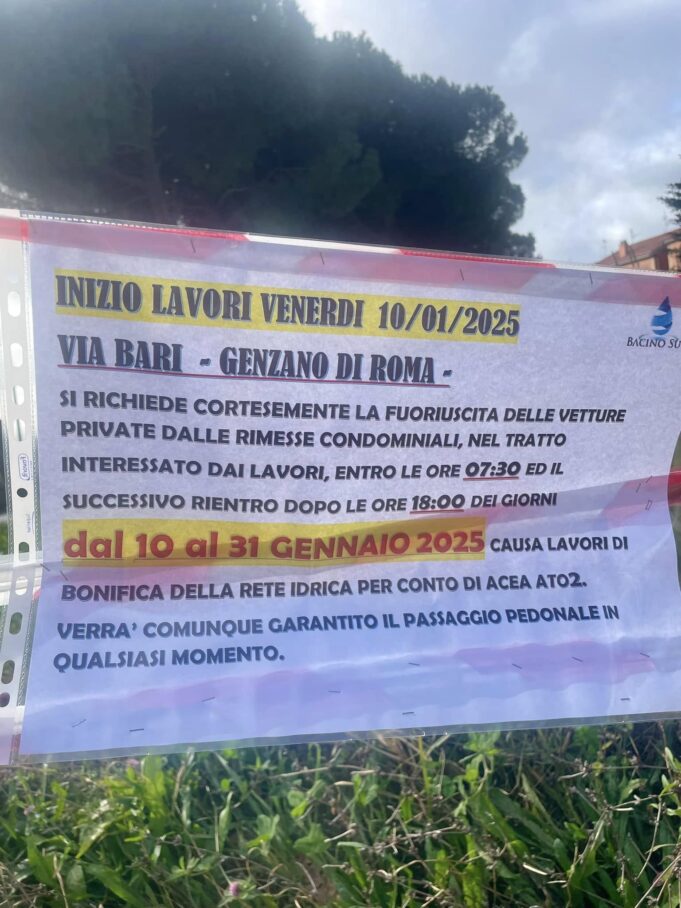 INIZIO LAVORI VENERDI 10/01/2025
BACINO SU
VIA BARI - GENZANO DI ROMA -
SI RICHIEDE CORTESEMENTE LA FUORIUSCITA DELLE VETTURE
PRIVATE DALLE RIMESSE CONDOMINIALI, NEL TRATTO
INTERESSATO DAI LAVORI, ENTRO LE ORE 07:30 ED IL
SUCCESSIVO RIENTRO DOPO LE ORE 18:00 DEI GIORNI
dal 10 al 31 GENNAIO 2025 CAUSA LAVORI DI
BONIFICA DELLA RETE IDRICA PER CONTO DI ACEA ATO2.
VERRA' COMUNQUE GARANTITO IL PASSAGGIO PEDONALE IN
QUALSIASI MOMENTO.